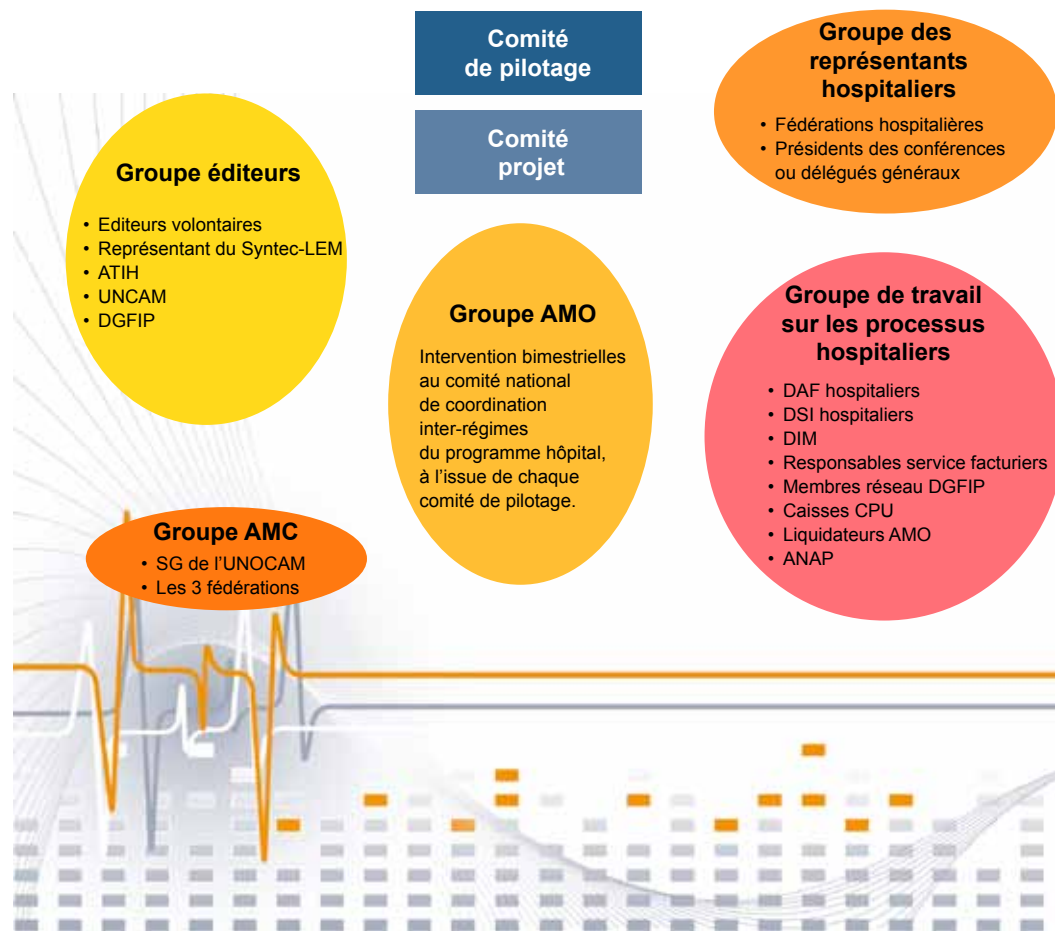 Comité
de pilotage
Comité
projet
Groupe des
représentants
hospitaliers
• Fédérations hospitalières
• Présidents des conférences
ou délégués généraux
Groupe éditeurs
• Editeurs volontaires
• Représentant du Syntec-LEM
• ATIH
• UNCAM
• DGFIP
Groupe AMO
Intervention bimestrielles
au comité national
de coordination
inter-régimes
du programme hôpital,
à l'issue de chaque
comité de pilotage.
Groupe de travail
sur les processus
hospitaliers
• DAF hospitaliers
• DSI hospitaliers
• DIM
• Responsables service facturiers
• Membres réseau DGFIP
• Caisses CPU
• Liquidateurs AMO
• ANAP
Groupe AMC
• SG de l'UNOCAM
• Les 3 fédérations